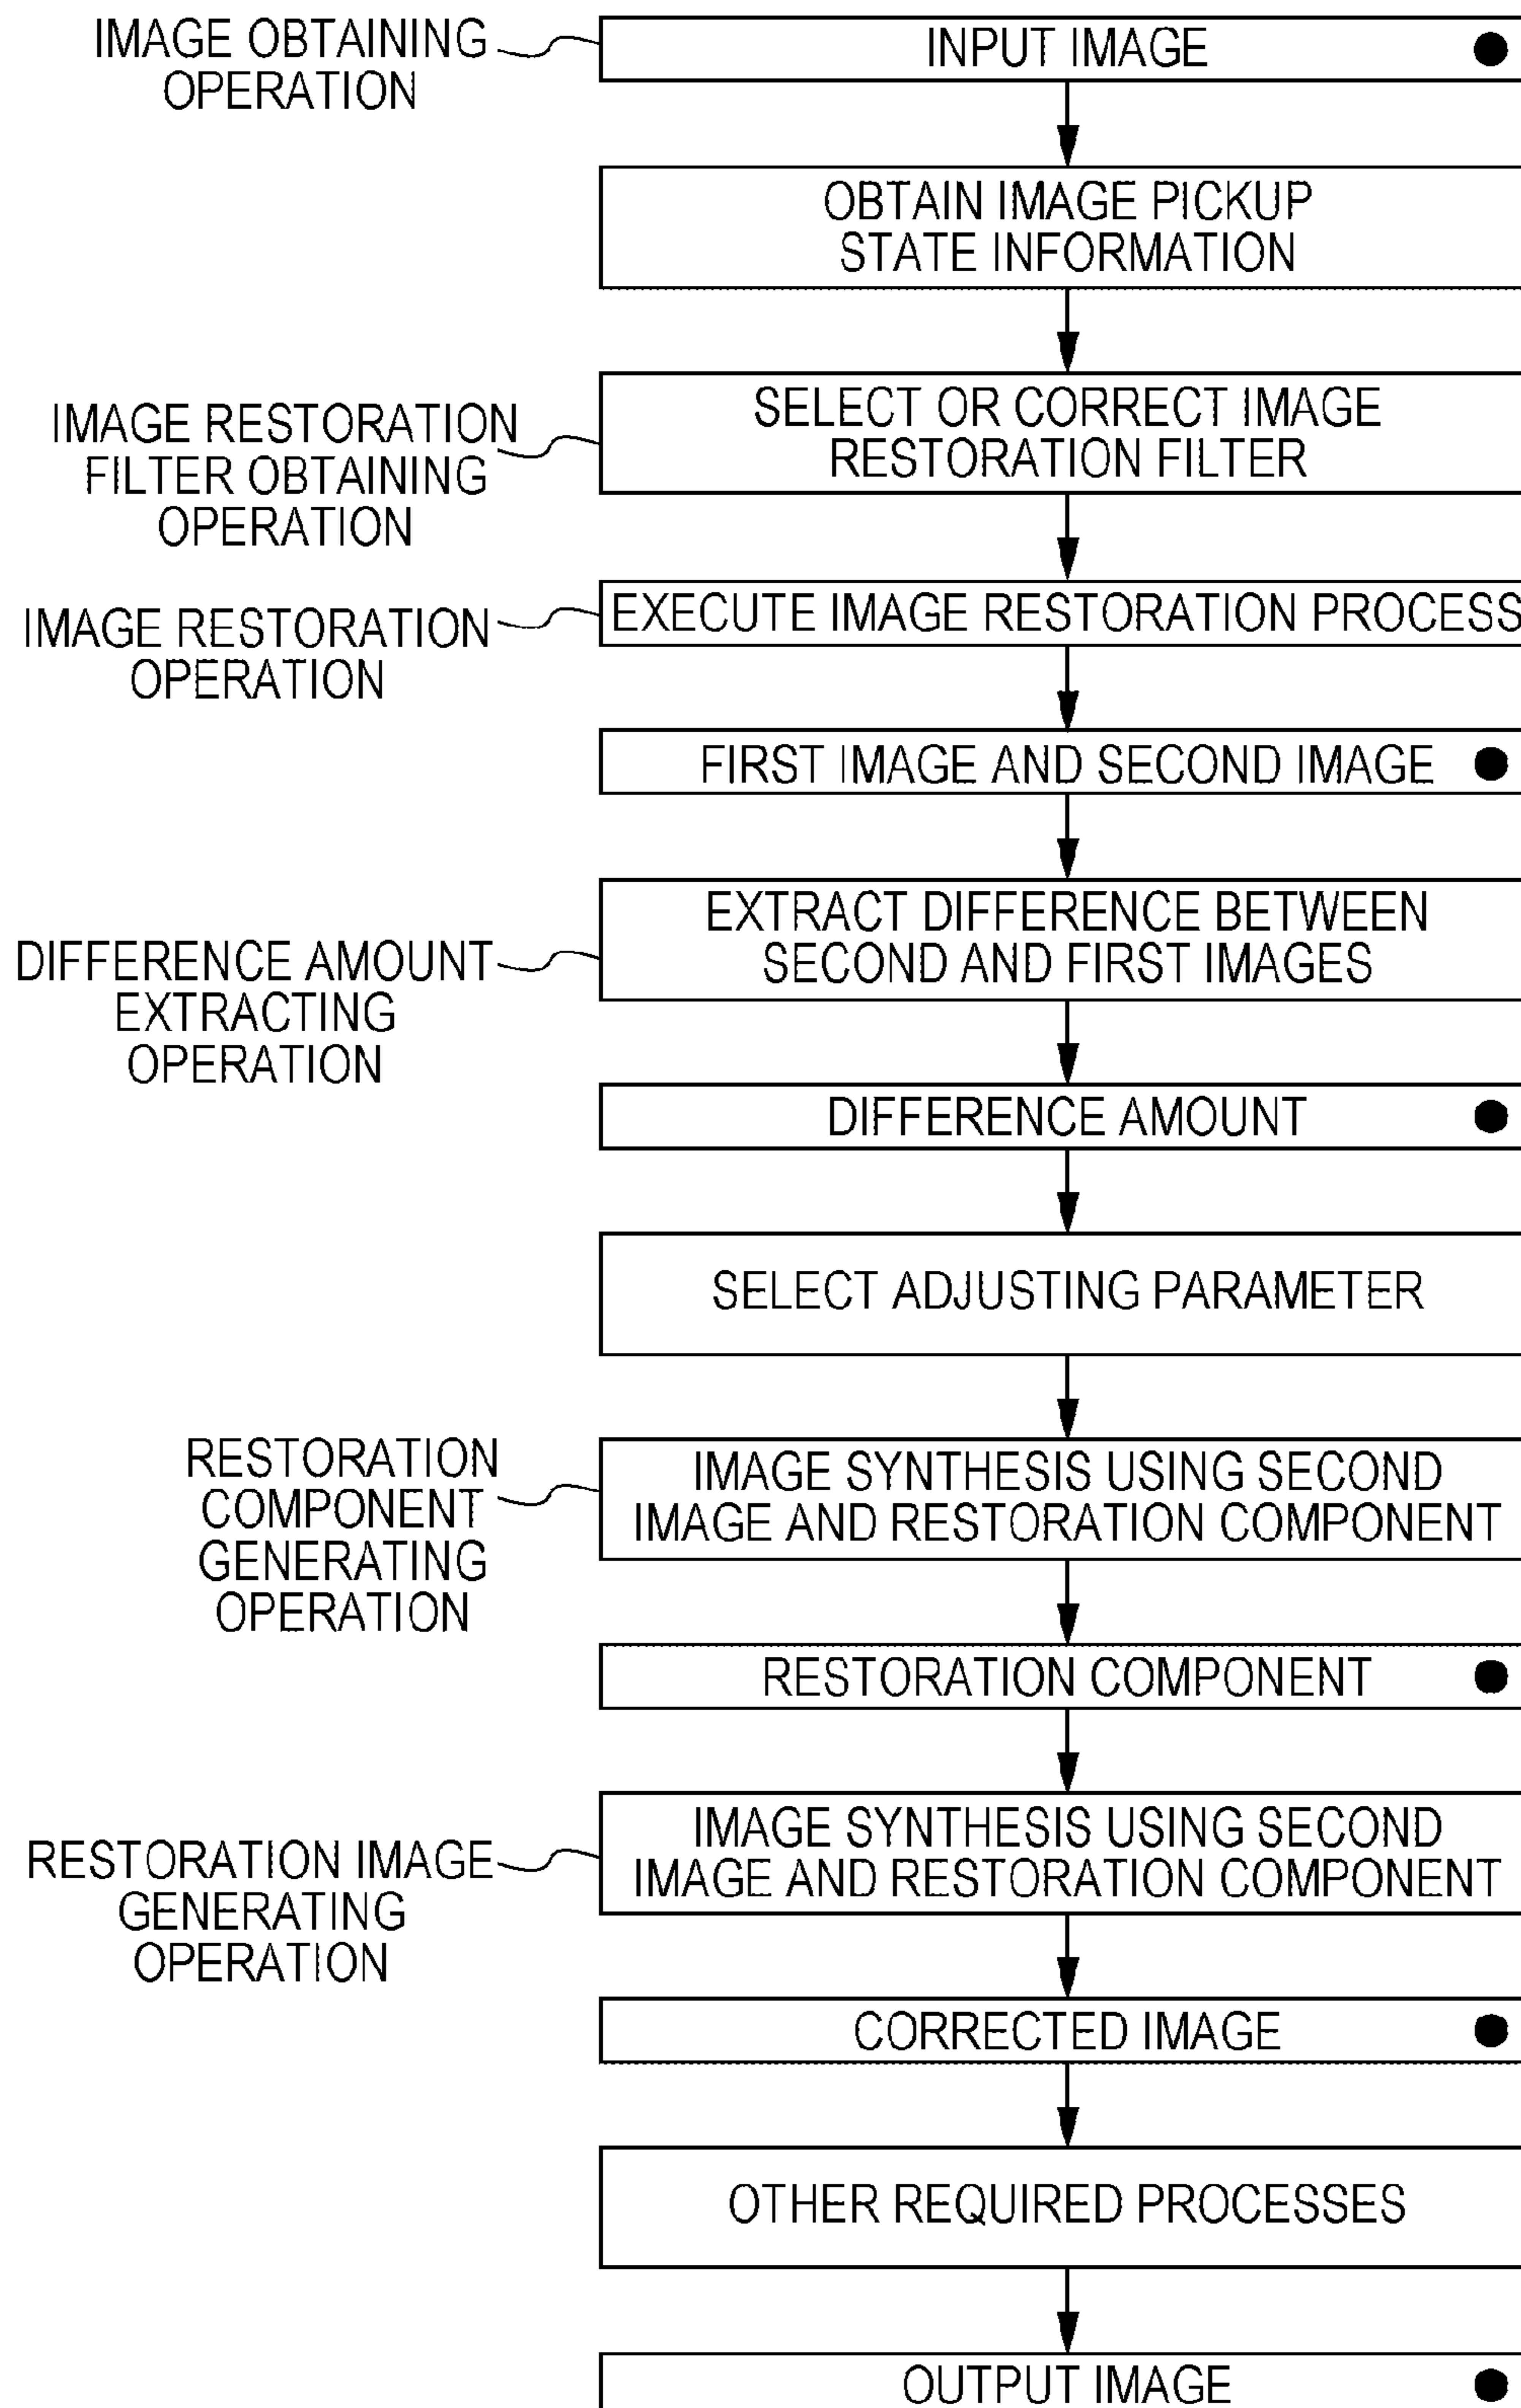 IMAGE OBTAINING
OPERATION
INPUT IMAGE
OBTAIN IMAGE PICKUP
STATE INFORMATION
IMAGE RESTORATION
FILTER OBTAINING
OPERATION
SELECT OR CORRECT IMAGE
RESTORATION FILTER
IMAGE RESTORATION
OPERATION
EXECUTE IMAGE RESTORATION PROCESS
FIRST IMAGE AND SECOND IMAGE
DIFFERENCE AMOUNT
EXTRACTING
OPERATION
EXTRACT DIFFERENCE BETWEEN
SECOND AND FIRST IMAGES
DIFFERENCE AMOUNT
SELECT ADJUSTING PARAMETER
RESTORATION
COMPONENT
GENERATING
OPERATION
IMAGE SYNTHESIS USING SECOND
IMAGE AND RESTORATION COMPONENT
RESTORATION COMPONENT
RESTORATION IMAGE
GENERATING
OPERATION
IMAGE SYNTHESIS USING SECOND
IMAGE AND RESTORATION COMPONENT
CORRECTED IMAGE
OTHER REQUIRED PROCESSES
OUTPUT IMAGE